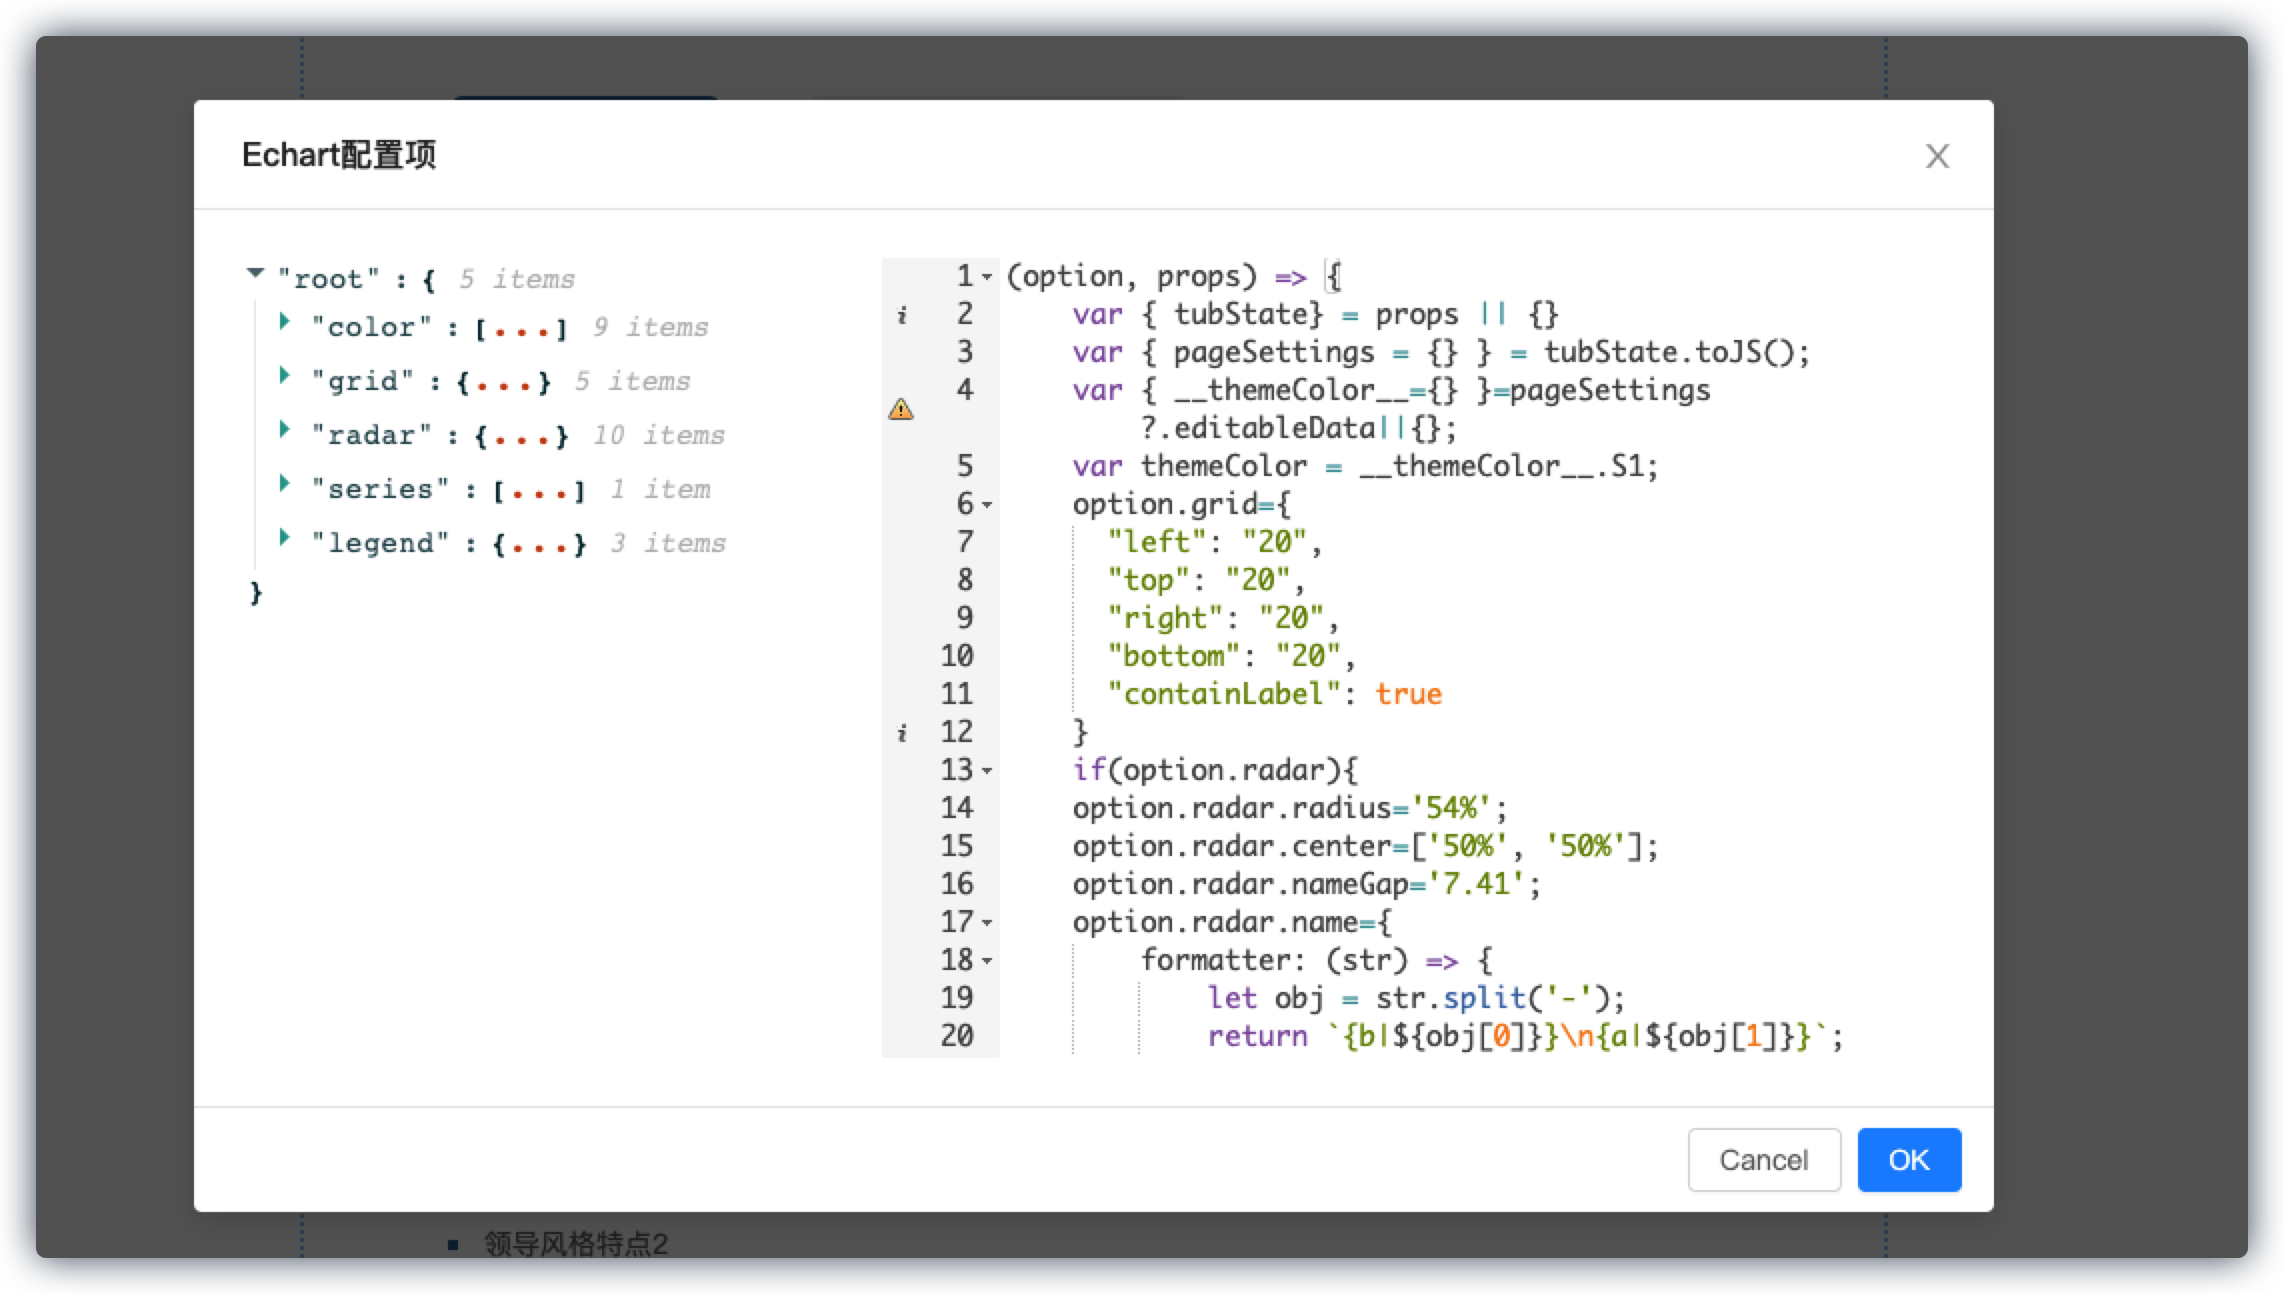 Echart配置项
X
"root" : { 5 items
"color" : [...] 9 items
"grid" : {...} 5 items
"radar" : {...} 10 items
"series" : [...] 1 item
"legend" : {...} 3 items
}
1 (option, props) => {
i 2 var { tubState} = props || {}
3 var { pageSettings = {} } = tubState.toJS();
4 var { __themeColor__={} }=pageSettings
?.editableData||{};
5 var themeColor = __themeColor__.S1;
6 option.grid={
7 "left": "20",
8 "top": "20",
9 "right": "20",
10 "bottom": "20",
11 "containLabel": true
i 12 }
13 if(option.radar){
14 option.radar.radius='54%';
15 option.radar.center=['50%', '50%'];
16 option.radar.nameGap='7.41';
17 option.radar.name={
18 formatter: (str) => {
19 let obj = str.split('-');
20 return `{b|${obj[0]}}\n{a|${obj[1]}}`;
Cancel
OK
领导风格特点2